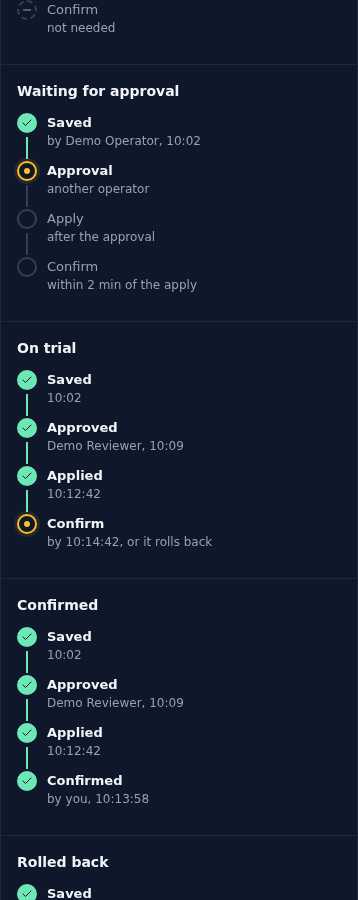 Confirm
not needed
Waiting for approval
Saved
by Demo Operator, 10:02
Approval
another operator
Apply
after the approval
Confirm
within 2 min of the apply
On trial
Saved
10:02
Approved
Demo Reviewer, 10:09
Applied
10:12:42
Confirm
by 10:14:42, or it rolls back
Confirmed
Saved
10:02
Approved
Demo Reviewer, 10:09
Applied
10:12:42
Confirmed
by you, 10:13:58
Rolled back
Saved